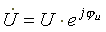 U̇ = U · e^{jφ_u}